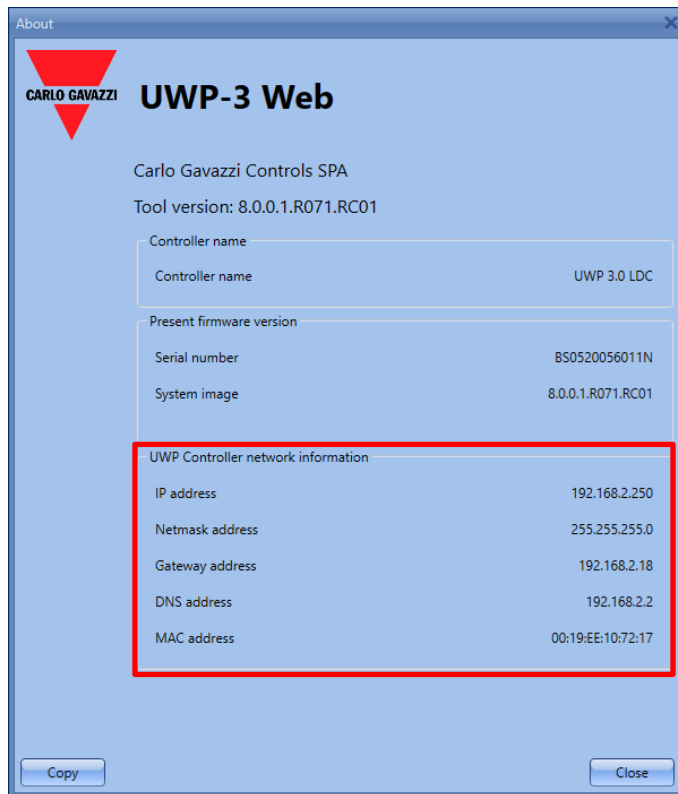 About
CARLO GAVAZZI
UWP-3 Web
Carlo Gavazzi Controls SPA
Tool version: 8.0.0.1.R071.RC01
Controller name
Controller name UWP 3.0 LDC
Present firmware version
Serial number BS0520056011N
System image 8.0.0.1.R071.RC01
UWP Controller network information
IP address 192.168.2.250
Netmask address 255.255.255.0
Gateway address 192.168.2.18
DNS address 192.168.2.2
MAC address 00:19:EE:10:72:17
Copy Close